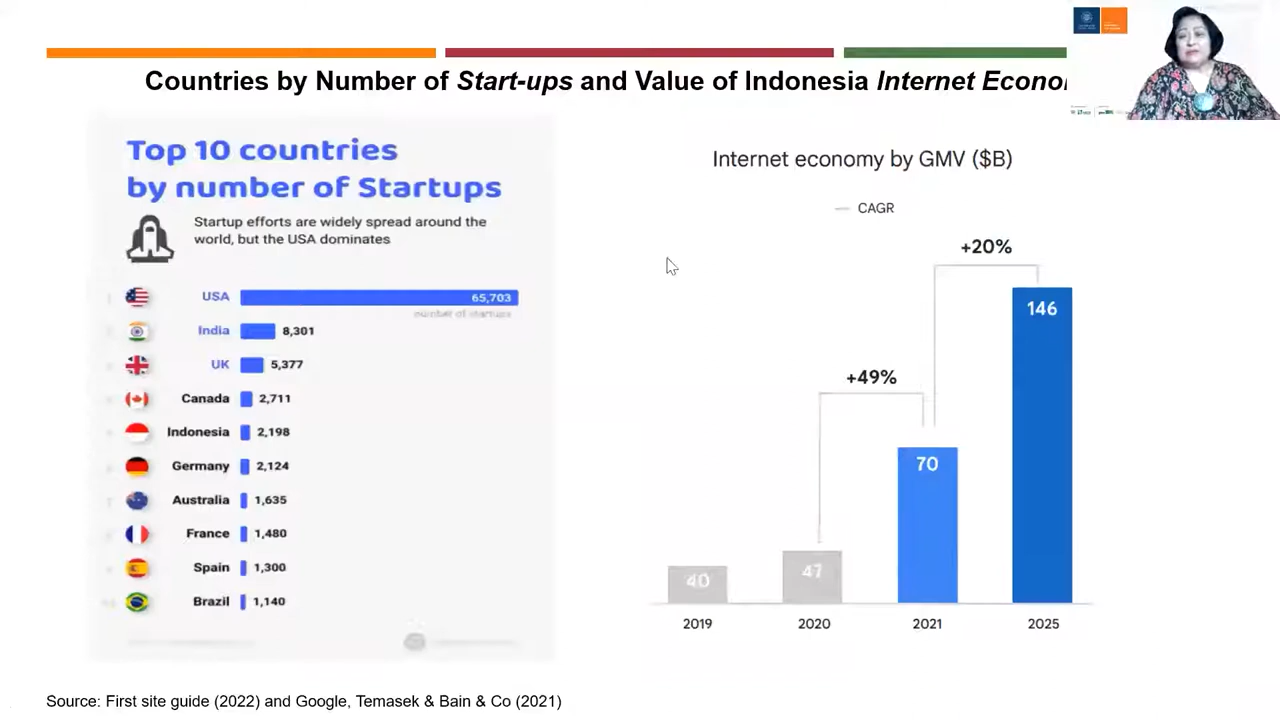 Countries by Number of Start-ups and Value of Indonesia Internet Econo
Top 10 countries
by number of Startups
Startup efforts are widely spread around the
world, but the USA dominates
USA 65,703
number of startups
India 8,301
UK 5,377
Canada 2,711
Indonesia 2,198
Germany 2,124
Australia 1,635
France 1,480
Spain 1,300
Brazil 1,140
Internet economy by GMV ($B)
CAGR
+20%
146
+49%
70
47
40
2019 2020 2021 2025
Source: First site guide (2022) and Google, Temasek & Bain & Co (2021)